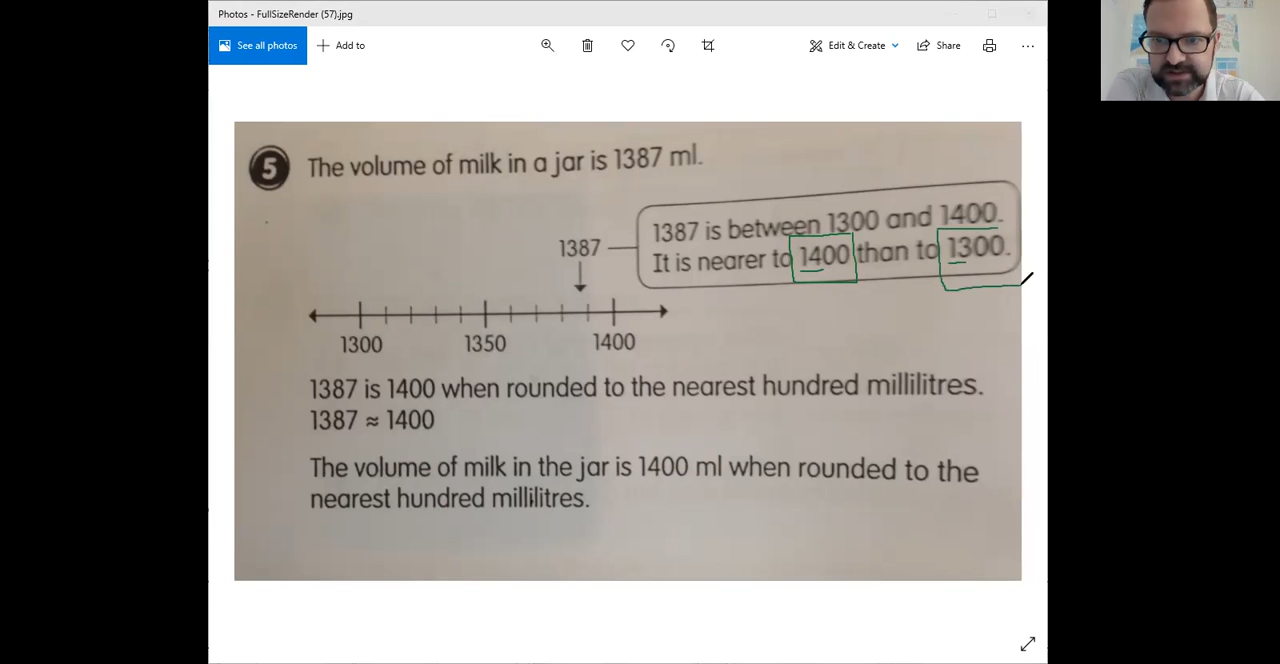 Photos - FullSizeRender (57).jpg
See all photos
Add to
Edit & Create
Share
5 The volume of milk in a jar is 1387 ml.
1387 is between 1300 and 1400.
It is nearer to 1400 than to 1300.
1387
1300 1350 1400
1387 is 1400 when rounded to the nearest hundred millilitres.
1387 ≈ 1400
The volume of milk in the jar is 1400 ml when rounded to the
nearest hundred millilitres.